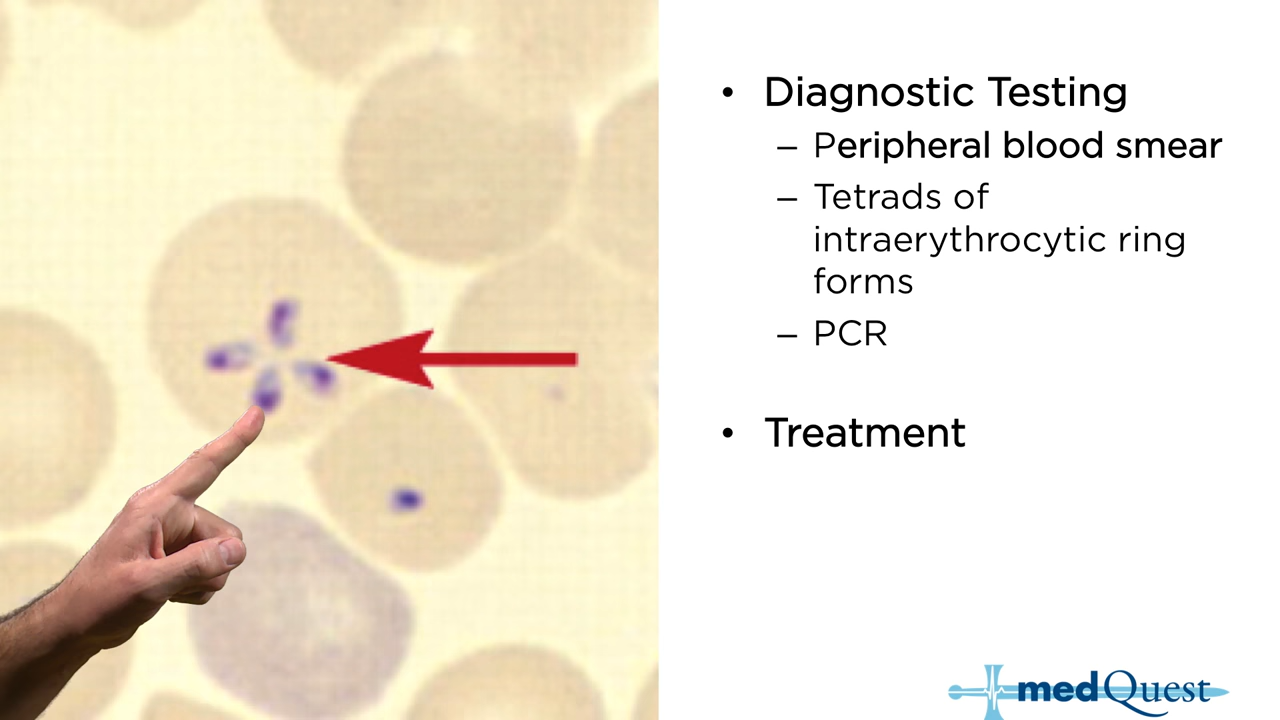 • Diagnostic Testing
– Peripheral blood smear
– Tetrads of
intraerythrocytic ring
forms
– PCR
• Treatment
medQuest